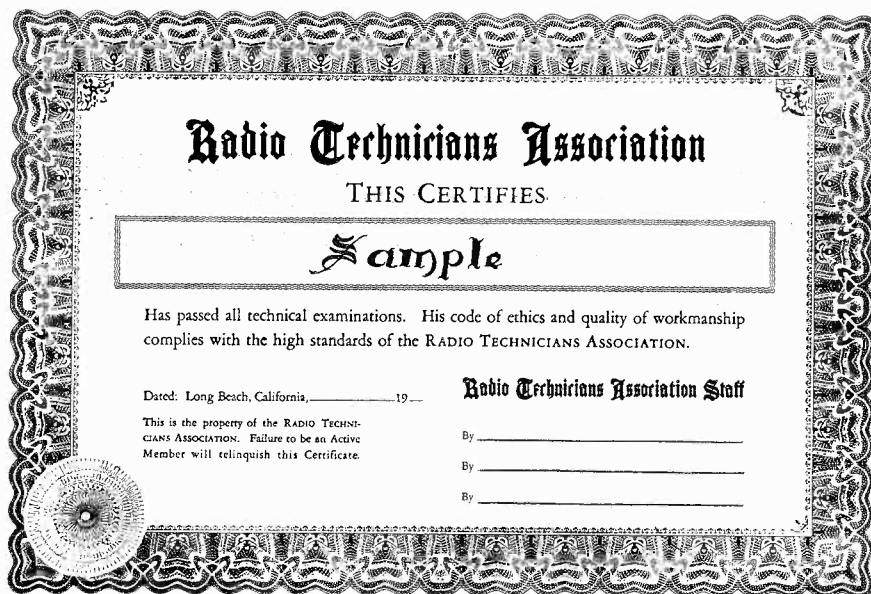 Radio Technicians Association
THIS CERTIFIES
Sample
Has passed all technical examinations. His code of ethics and quality of workmanship
complies with the high standards of the RADIO TECHNICIANS ASSOCIATION.
Dated: Long Beach, California,____________19__
This is the property of the RADIO TECHNI-
CIANS ASSOCIATION. Failure to be an Active
Member will relinquish this Certificate.
Radio Technicians Association Staff
By
By
By